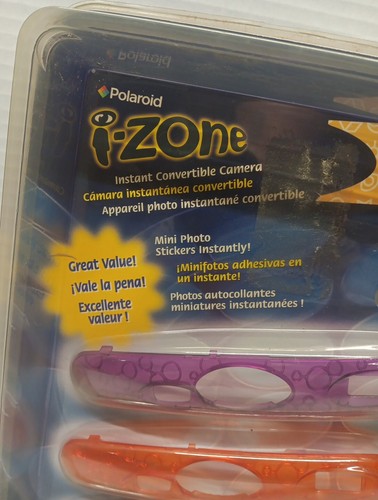 Polaroid
Polaroid
i-zone
Instant Convertible Camera
Cámara instantánea convertible
Appareil photo instantané convertible
Great Value!
¡Vale la pena!
Excellente
valeur !
Mini Photo
Stickers Instantly!
¡Minifotos adhesivas en
un instante!
Photos autocollantes
miniatures instantanées !